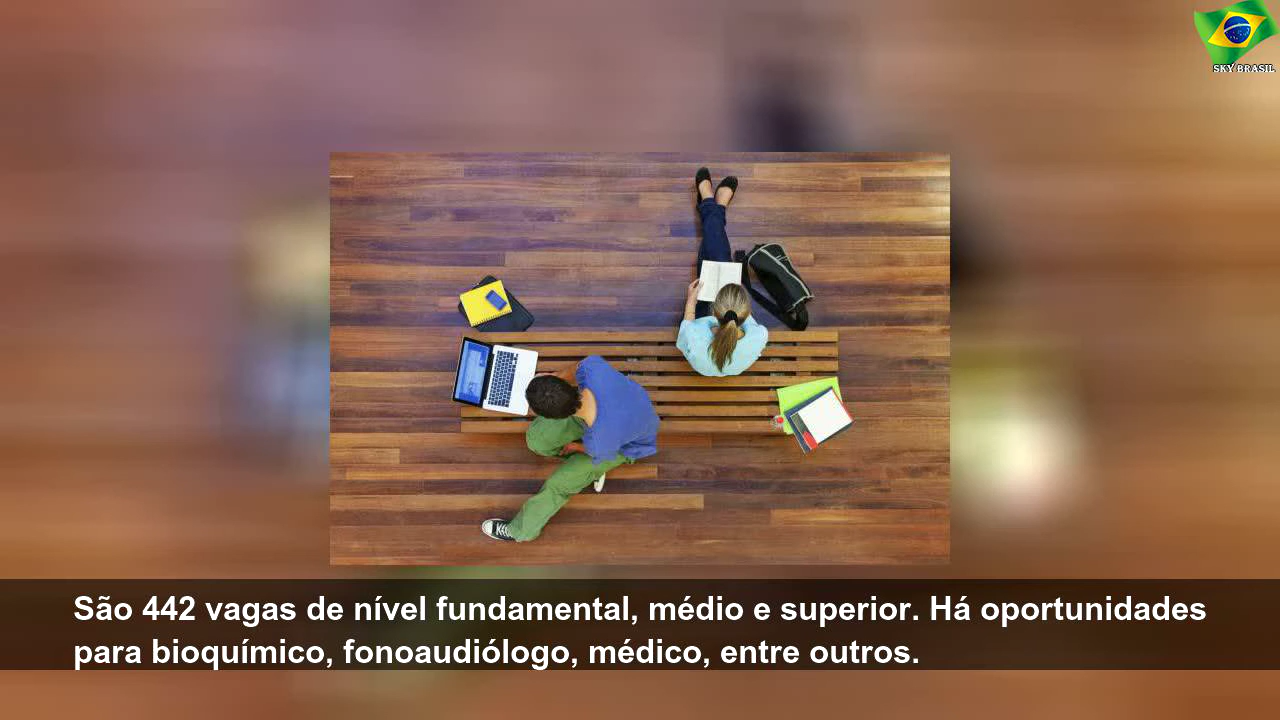 SKY BRASIL
São 442 vagas de nível fundamental, médio e superior. Há oportunidades
para bioquímico, fonoaudiólogo, médico, entre outros.